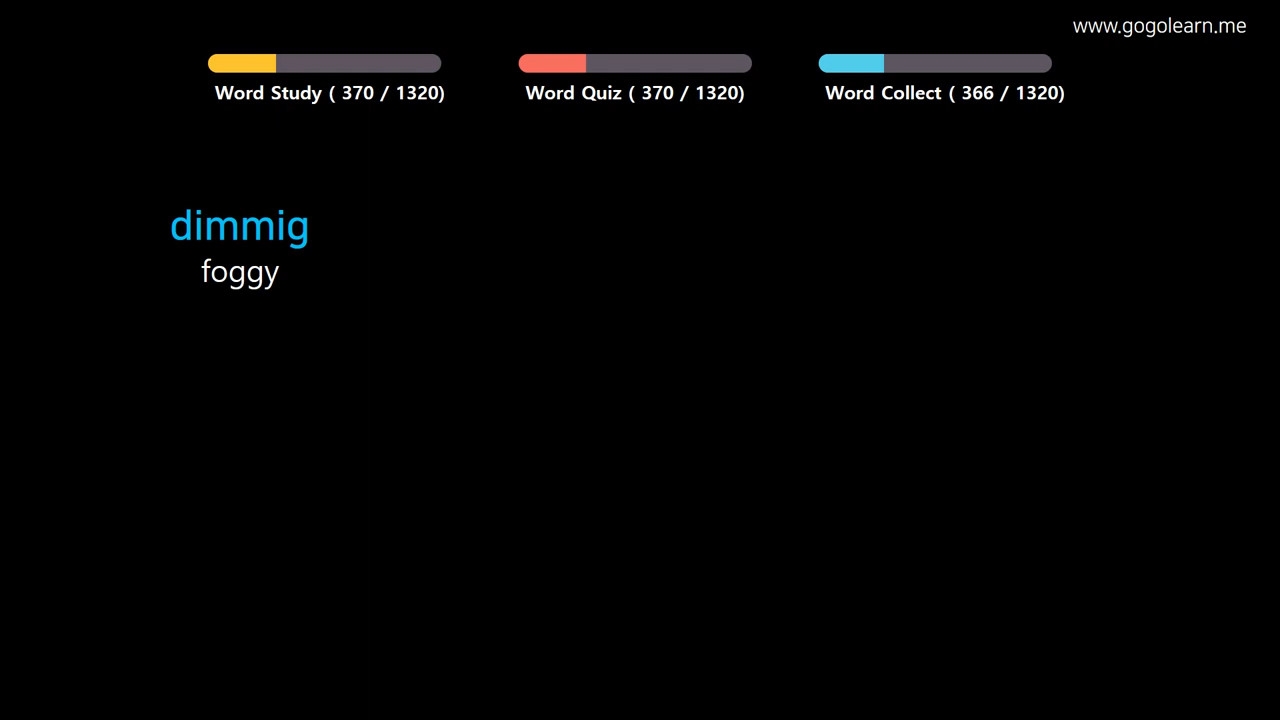 www.gogolearn.me
Word Study ( 370 / 1320)
Word Quiz ( 370 / 1320)
Word Collect ( 366 / 1320)
dimmig
foggy